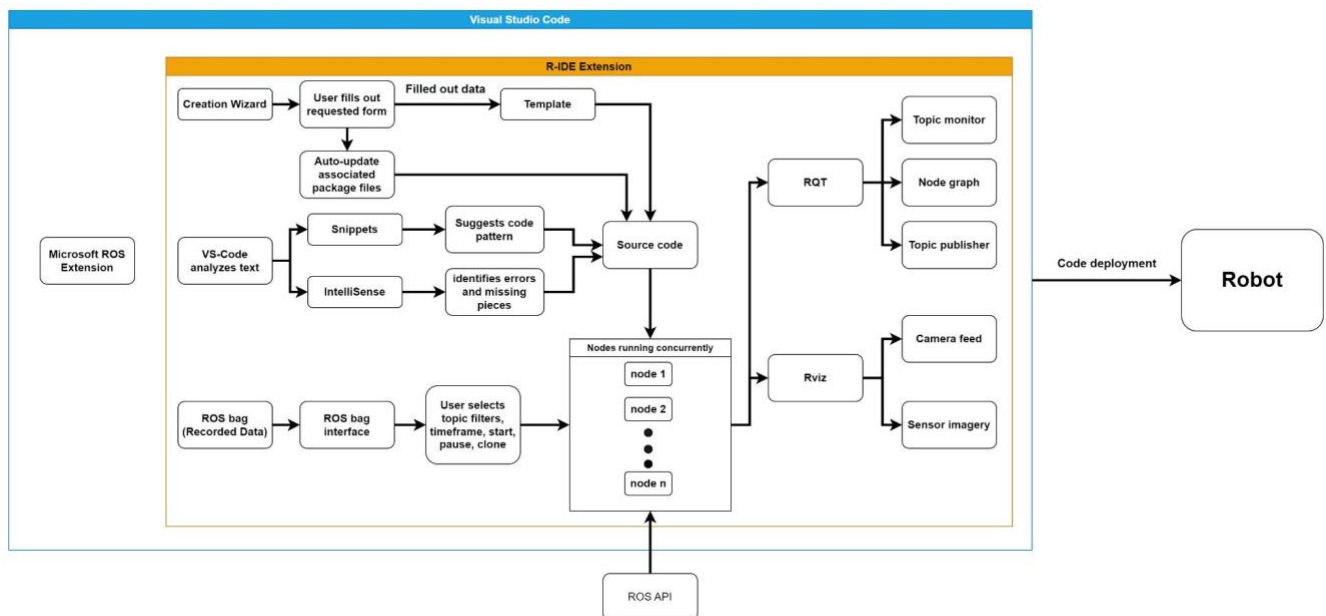 Visual Studio Code
R-IDE Extension
Creation Wizard
User fills out
requested form
Filled out data
Template
Auto-update
associated
package files
Microsoft ROS
Extension
VS-Code
analyzes text
Snippets
Suggests code
pattern
IntelliSense
identifies errors
and missing
pieces
Source code
ROS bag
(Recorded Data)
ROS bag
interface
User selects
topic filters,
timeframe, start,
pause, clone
Nodes running concurrently
node 1
node 2
node n
RQT
Topic monitor
Node graph
Topic publisher
Rviz
Camera feed
Sensor imagery
Code deployment
Robot
ROS API